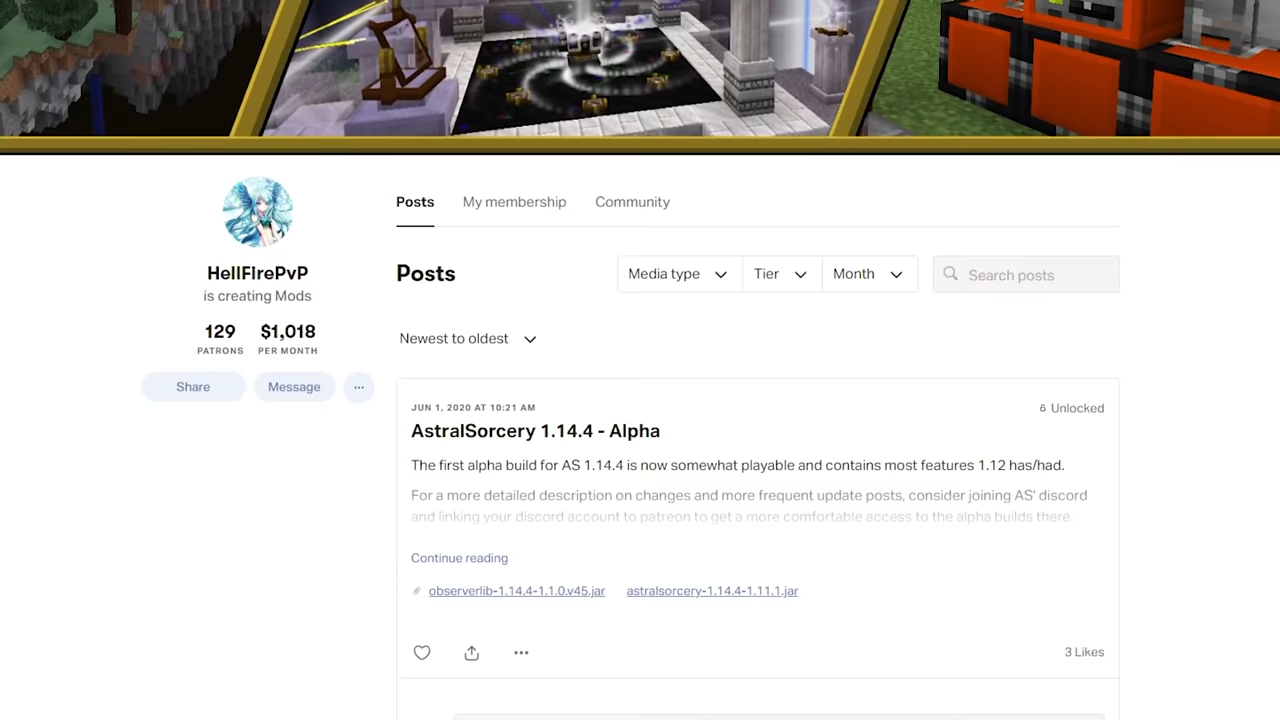 Posts My membership Community
HellFirePvP
is creating Mods
129 $1,018
PATRONS PER MONTH
Share Message
Posts
Media type Tier Month Search posts
Newest to oldest
JUN 1, 2020 AT 10:21 AM Unlocked
AstralSorcery 1.14.4 - Alpha
The first alpha build for AS 1.14.4 is now somewhat playable and contains most features 1.12 has/had.
For a more detailed description on changes and more frequent update posts, consider joining AS' discord
and linking your discord account to patreon to get a more comfortable access to the alpha builds there.
Continue reading
observerlib-1.14.4-1.1.0.v45.jar astralsorcery-1.14.4-1.11.1.jar
3 Likes